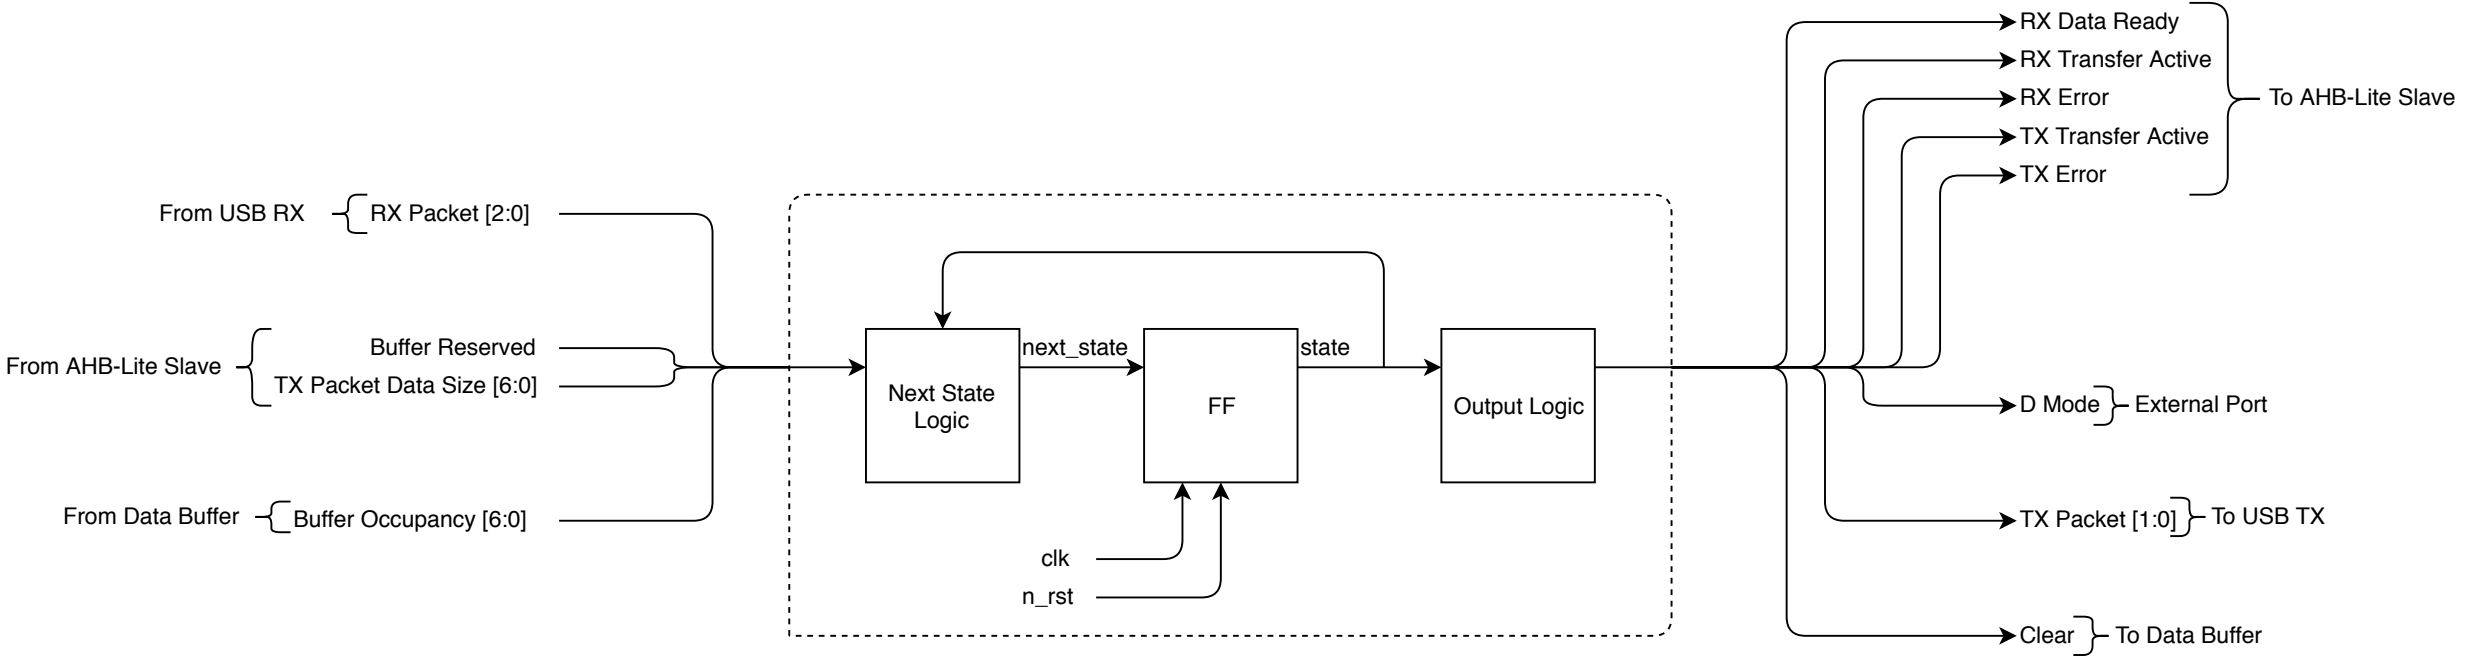 RX Data Ready
RX Transfer Active
RX Error
To AHB-Lite Slave
TX Transfer Active
TX Error
From USB RX
RX Packet [2:0]
Buffer Reserved
From AHB-Lite Slave
TX Packet Data Size [6:0]
From Data Buffer
Buffer Occupancy [6:0]
next_state
state
Next State
Logic
FF
Output Logic
clk
n_rst
D Mode
External Port
TX Packet [1:0]
To USB TX
Clear
To Data Buffer